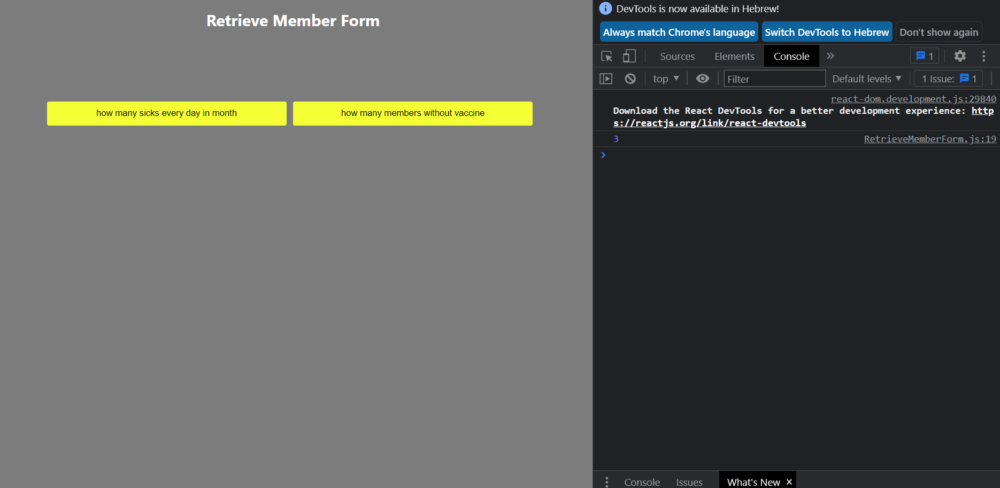 Retrieve Member Form
how many sicks every day in month
how many members without vaccine
DevTools is now available in Hebrew!
Always match Chrome's language
Switch DevTools to Hebrew
Don't show again
Sources
Elements
Console
1
top
Filter
Default levels
1 Issue:
1
react-dom.development.js:29840
Download the React DevTools for a better development experience: http
s://reactjs.org/link/react-devtools
3
RetrieveMemberForm.js:19
Console
Issues
What's New